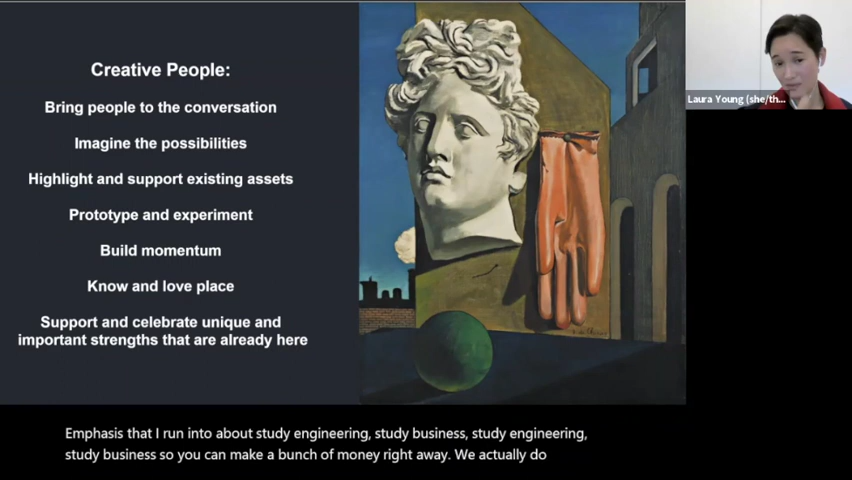 Creative People:
Bring people to the conversation
Imagine the possibilities
Highlight and support existing assets
Prototype and experiment
Build momentum
Know and love place
Support and celebrate unique and
important strengths that are already here
Laura Young (she/th...
Emphasis that I run into about study engineering, study business, study engineering,
study business so you can make a bunch of money right away. We actually do